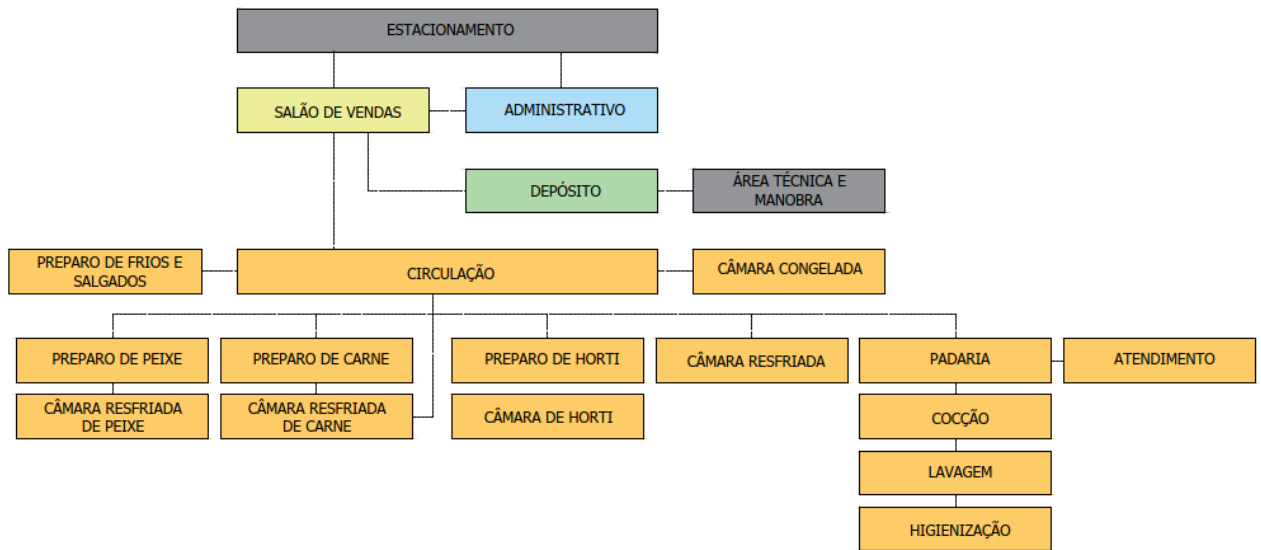 ESTACIONAMENTO
SALÃO DE VENDAS
ADMINISTRATIVO
DEPÓSITO
ÁREA TÉCNICA E
MANOBRA
PREPARO DE FRIOS E
SALGADOS
CIRCULAÇÃO
CÂMARA CONGELADA
PREPARO DE PEIXE
PREPARO DE CARNE
PREPARO DE HORTI
CÂMARA RESFRIADA
PADARIA
ATENDIMENTO
CÂMARA RESFRIADA
DE PEIXE
CÂMARA RESFRIADA
DE CARNE
CÂMARA DE HORTI
COCÇÃO
LAVAGEM
HIGIENIZAÇÃO